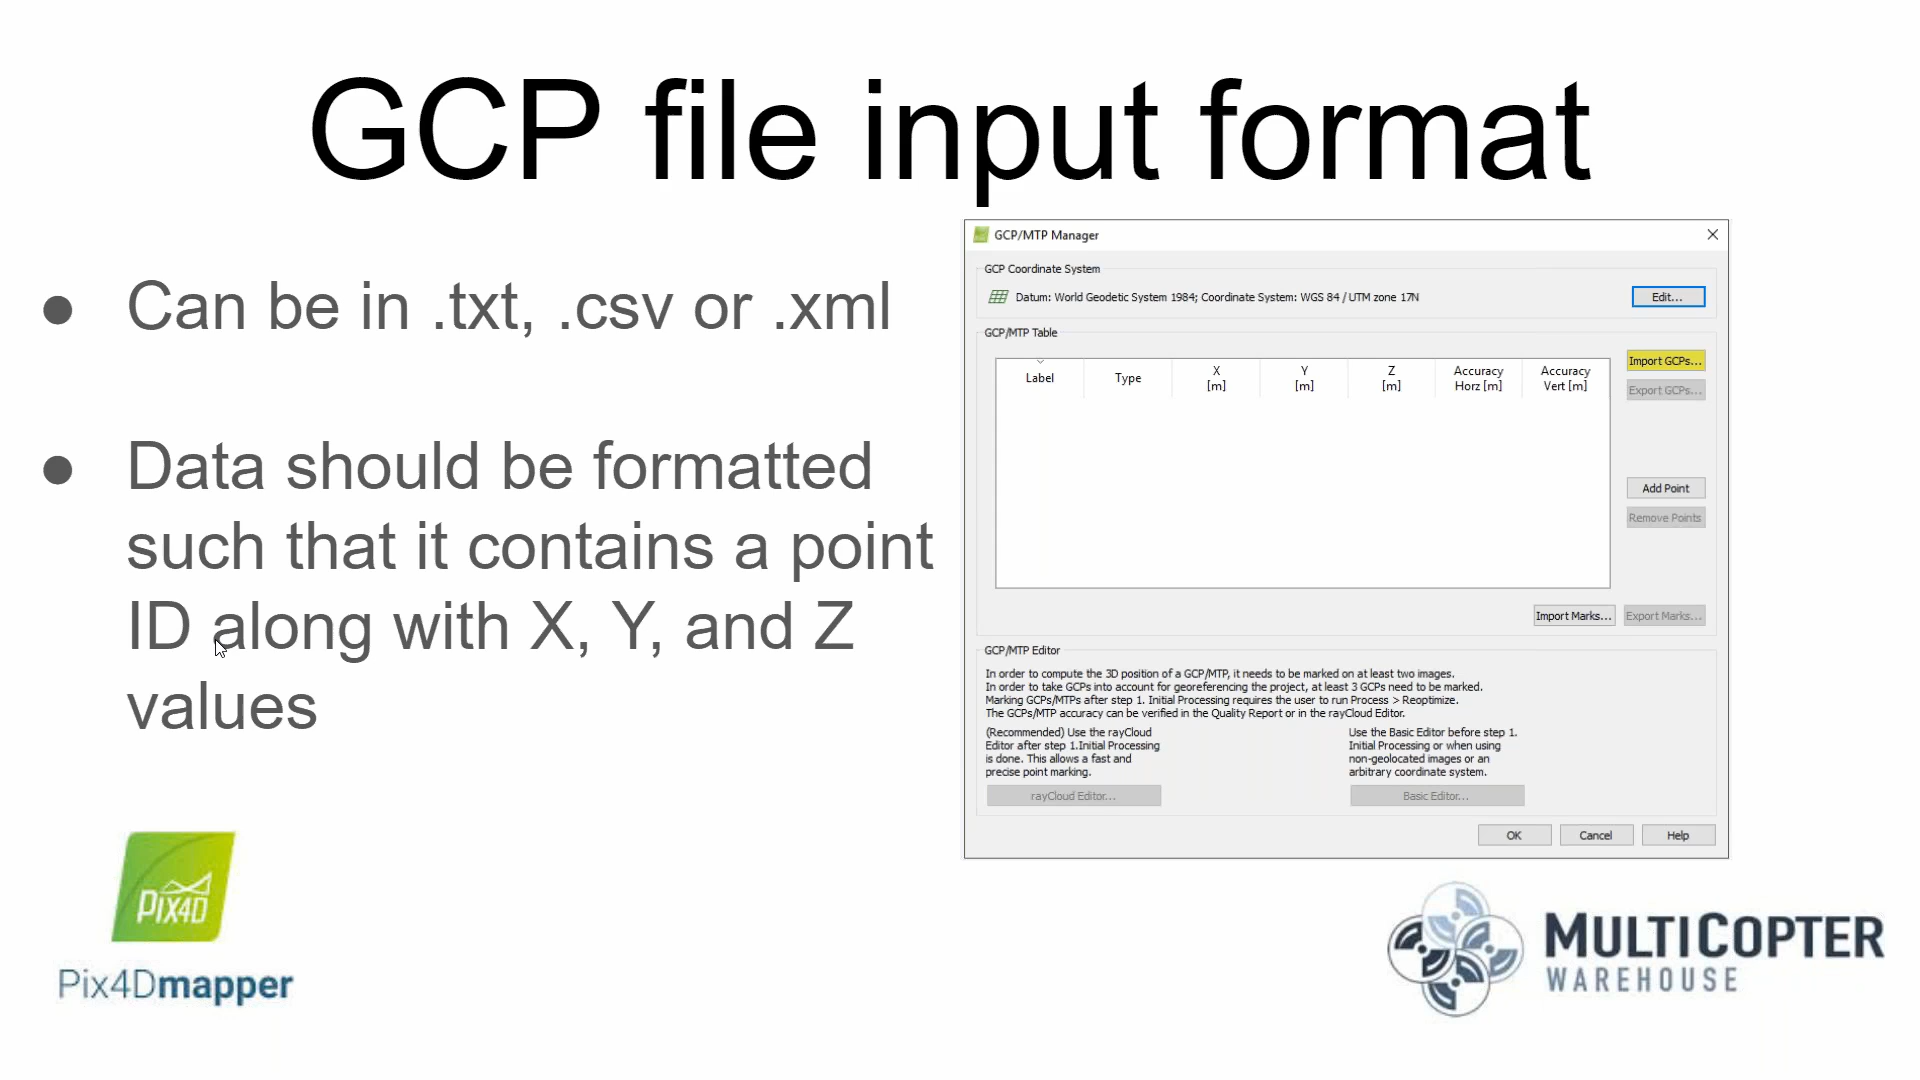 GCP file input format
● Can be in .txt, .csv or .xml
● Data should be formatted
such that it contains a point
ID along with X, Y, and Z
values
GCP/MTP Manager
GCP Coordinate System
Datum: World Geodetic System 1984; Coordinate System: WGS 84 / UTM zone 17N
Edit...
GCP/MTP Table
Label Type X [m] Y [m] Z [m] Accuracy Horz [m] Accuracy Vert [m]
Import GCPs...
Export GCPs...
Add Point
Remove Points
Import Marks... Export Marks...
GCP/MTP Editor
In order to compute the 3D position of a GCP/MTP, it needs to be marked on at least two images.
In order to take GCPs into account for georeferencing the project, at least 3 GCPs need to be marked.
Marking GCPs/MTPs after step 1. Initial Processing requires the user to run Process > Reoptimize.
The GCPs/MTP accuracy can be verified in the Quality Report or in the rayCloud Editor.
(Recommended) Use the rayCloud
Editor after step 1.Initial Processing
is done. This allows a fast and
precise point marking.
rayCloud Editor...
Use the Basic Editor before step 1.
Initial Processing or when using
non-geolocated images or an
arbitrary coordinate system.
Basic Editor...
OK Cancel Help
PIX4D
Pix4Dmapper
MULTICOPTER
WAREHOUSE